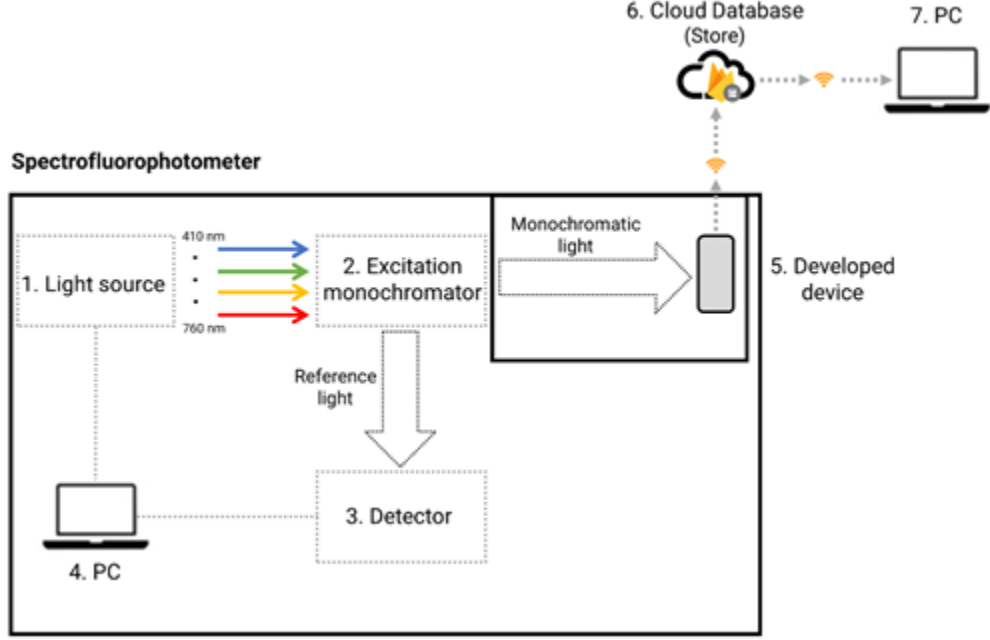 6. Cloud Database
(Store)
7. PC
Spectrofluorophotometer
410 nm
760 nm
1. Light source
2. Excitation
monochromator
Monochromatic
light
5. Developed
device
Reference
light
3. Detector
4. PC